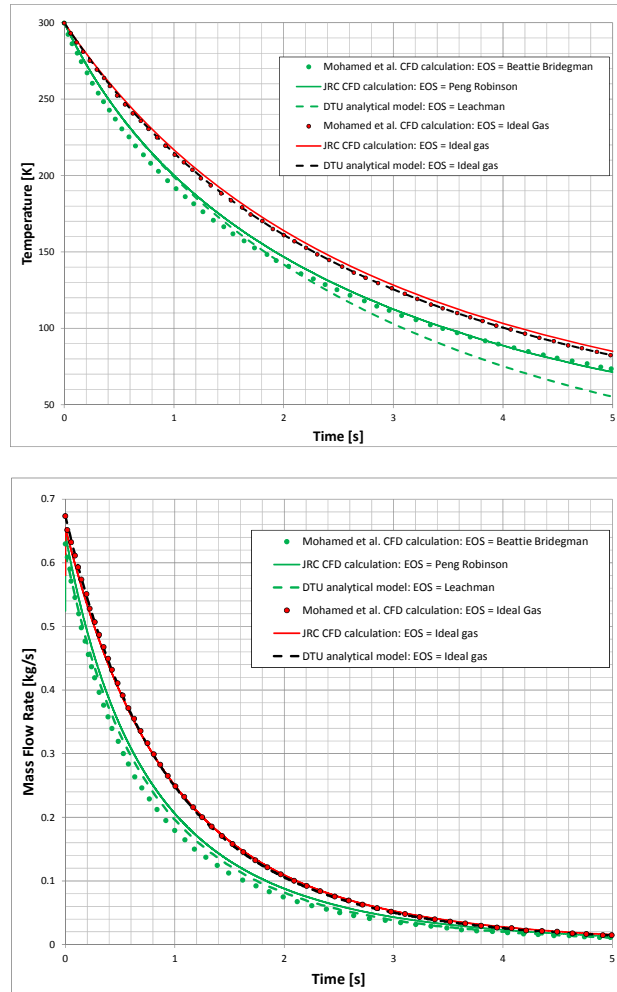 300
250
200
150
100
50
Temperature [K]
Mohamed et al. CFD calculation: EOS = Beattie Bridegman
JRC CFD calculation: EOS = Peng Robinson
DTU analytical model: EOS = Leachman
Mohamed et al. CFD calculation: EOS = Ideal Gas
JRC CFD calculation: EOS = Ideal gas
DTU analytical model: EOS = Ideal gas
0 1 2 3 4 5
Time [s]
0.7
0.6
0.5
0.4
0.3
0.2
0.1
0
Mass Flow Rate [kg/s]
Mohamed et al. CFD calculation: EOS = Beattie Bridegman
JRC CFD calculation: EOS = Peng Robinson
DTU analytical model: EOS = Leachman
Mohamed et al. CFD calculation: EOS = Ideal Gas
JRC CFD calculation: EOS = Ideal gas
DTU analytical model: EOS = Ideal gas
0 1 2 3 4 5
Time [s]